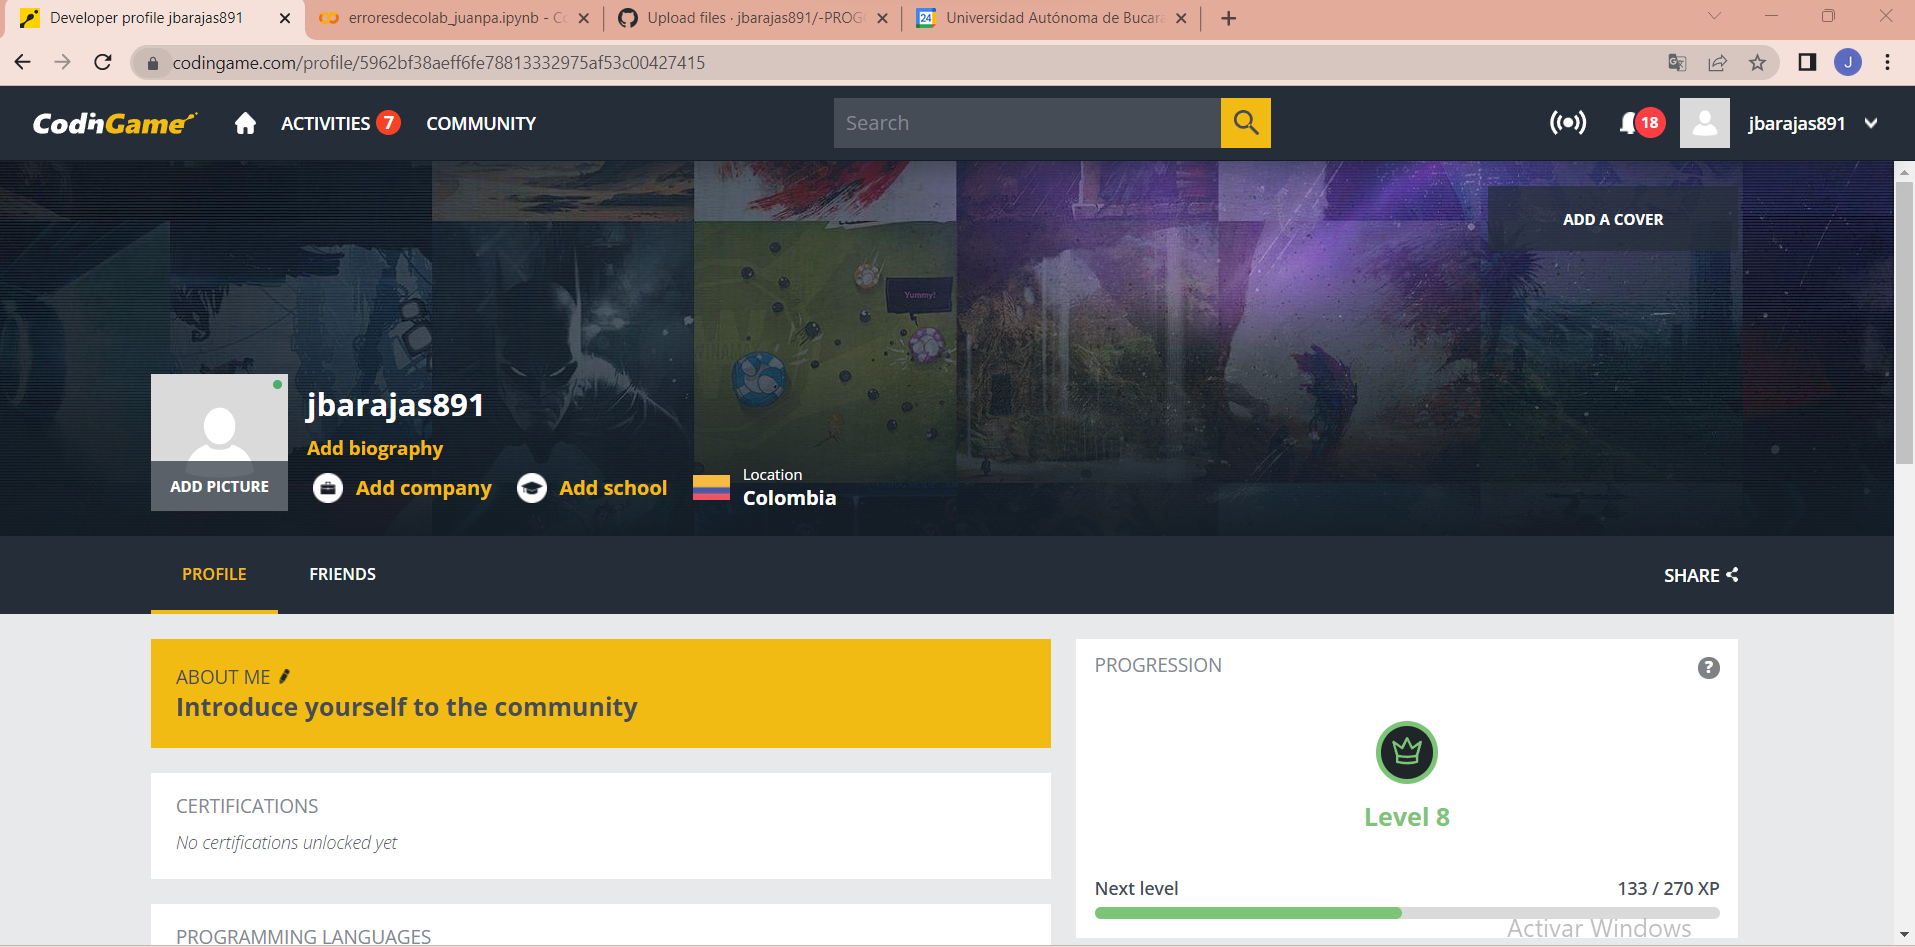 Developer profile jbarajas891
erroresdecolab_juanpa.ipynb - Co
Upload files · jbarajas891/-PROG
Universidad Autónoma de Bucara
codingame.com/profile/5962bf38aeff6fe78813332975af53c00427415
J
CodinGame
ACTIVITIES 7
COMMUNITY
Search
18
jbarajas891
ADD A COVER
Yummy!
jbarajas891
Add biography
ADD PICTURE
Add company
Add school
Location
Colombia
PROFILE
FRIENDS
SHARE
ABOUT ME
Introduce yourself to the community
CERTIFICATIONS
No certifications unlocked yet
PROGRAMMING LANGUAGES
PROGRESSION
?
Level 8
Next level
133 / 270 XP
Activar Windows